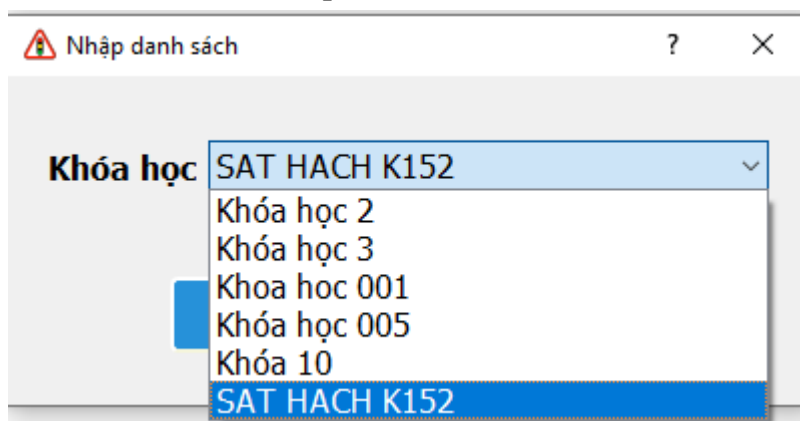 Nhập danh sách ?
Khóa học SAT HACH K152
Khóa học 2
Khóa học 3
Khoa hoc 001
Khóa học 005
Khóa 10
SAT HACH K152